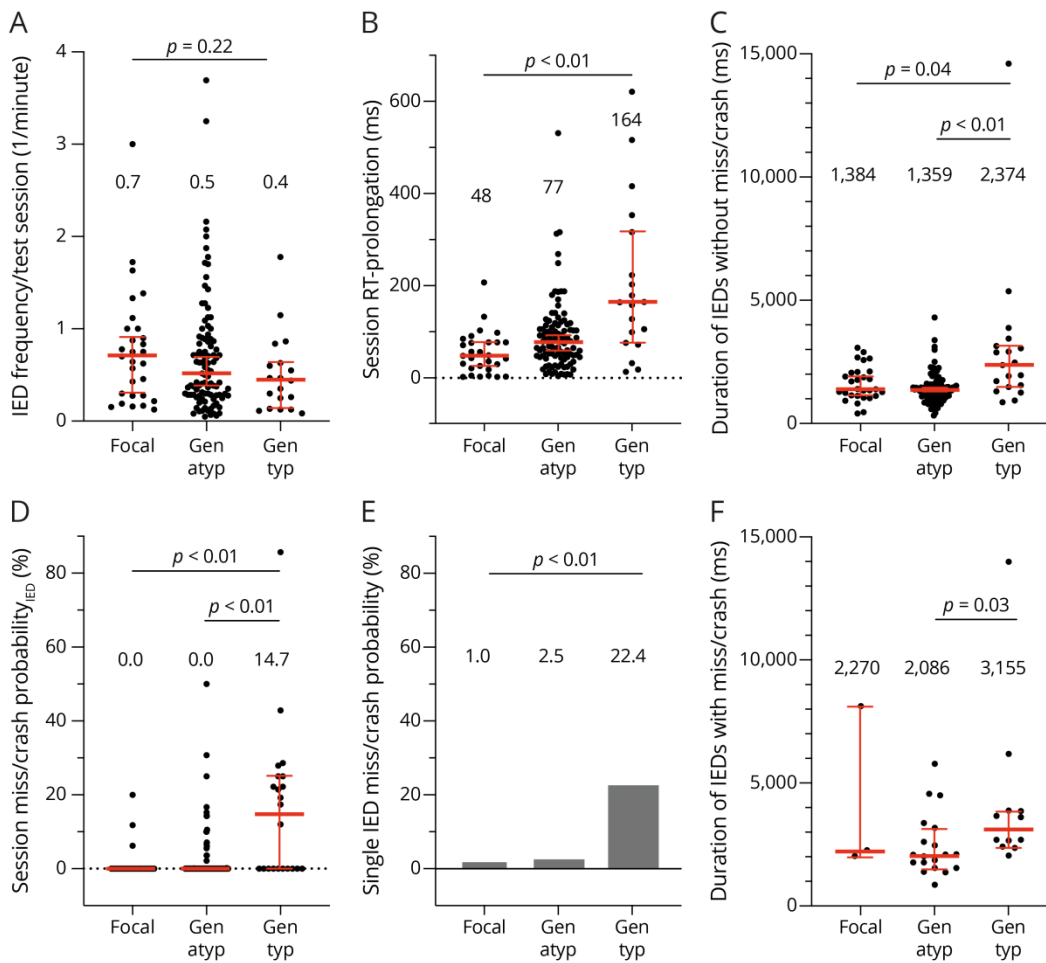 A
IED frequency/test session (1/minute)
4
3
2
1
0
p = 0.22
0.7 0.5 0.4
Focal Gen atyp Gen typ
B
Session RT-prolongation (ms)
600
400
200
0
p < 0.01
48 77 164
Focal Gen atyp Gen typ
C
Duration of IEDs without miss/crash (ms)
15,000
10,000
5,000
0
p = 0.04
p < 0.01
1,384 1,359 2,374
Focal Gen atyp Gen typ
D
Session miss/crash probability IED (%)
80
60
40
20
0
p < 0.01
p < 0.01
0.0 0.0 14.7
Focal Gen atyp Gen typ
E
Single IED miss/crash probability (%)
80
60
40
20
0
p < 0.01
1.0 2.5 22.4
Focal Gen atyp Gen typ
F
Duration of IEDs with miss/crash (ms)
15,000
10,000
5,000
0
p = 0.03
2,270 2,086 3,155
Focal Gen atyp Gen typ